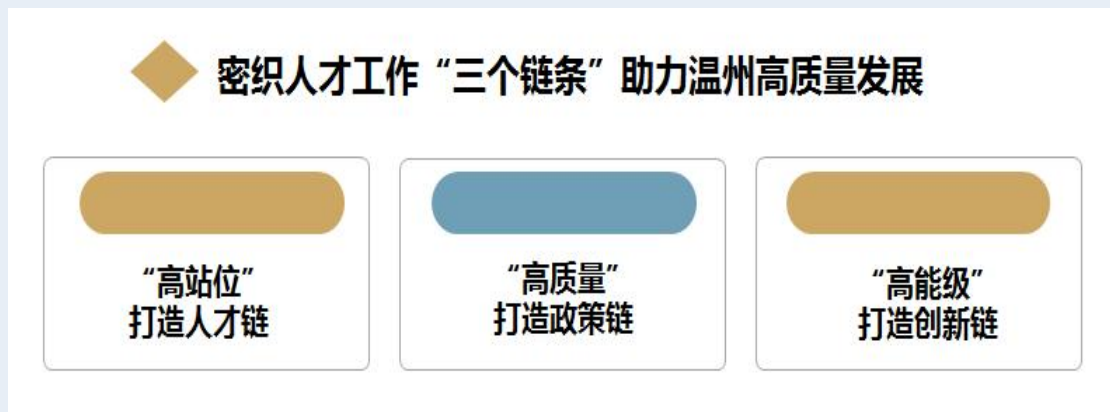 密织人才工作“三个链条”助力温州高质量发展
“高站位”
打造人才链
“高质量”
打造政策链
“高能级”
打造创新链